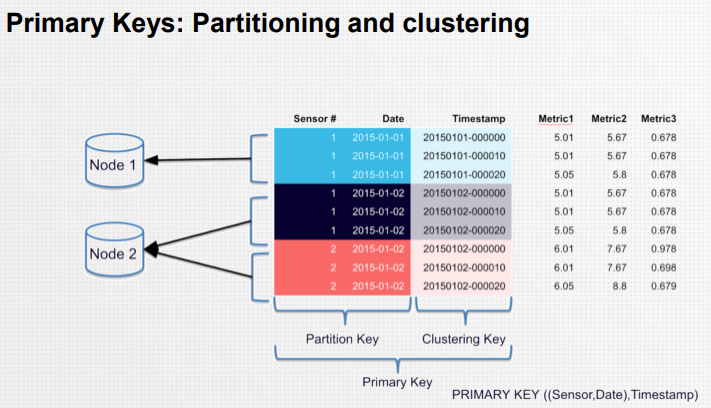 Primary Keys: Partitioning and clustering
Sensor # Date Timestamp Metric1 Metric2 Metric3
1 2015-01-01 20150101-000000 5.01 5.67 0.678
Node 1
1 2015-01-01 20150101-000010 5.01 5.67 0.678
1 2015-01-01 20150101-000020 5.05 5.8 0.678
1 2015-01-02 20150102-000000 5.01 5.67 0.678
1 2015-01-02 20150102-000010 5.01 5.67 0.678
1 2015-01-02 20150102-000020 5.05 5.8 0.678
Node 2
2 2015-01-02 20150102-000000 6.01 7.67 0.978
2 2015-01-02 20150102-000010 6.01 7.67 0.698
2 2015-01-02 20150102-000020 6.05 8.8 0.679
Partition Key Clustering Key
Primary Key
PRIMARY KEY ((Sensor,Date),Timestamp)